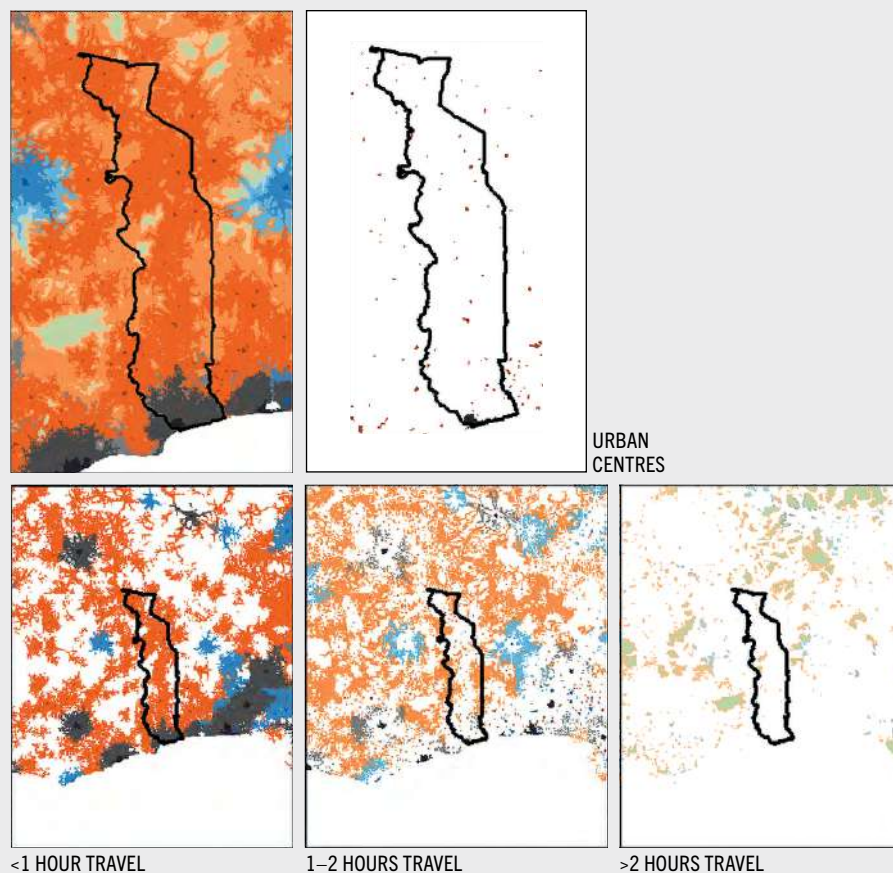 URBAN
CENTRES
<1 HOUR TRAVEL
1–2 HOURS TRAVEL
>2 HOURS TRAVEL